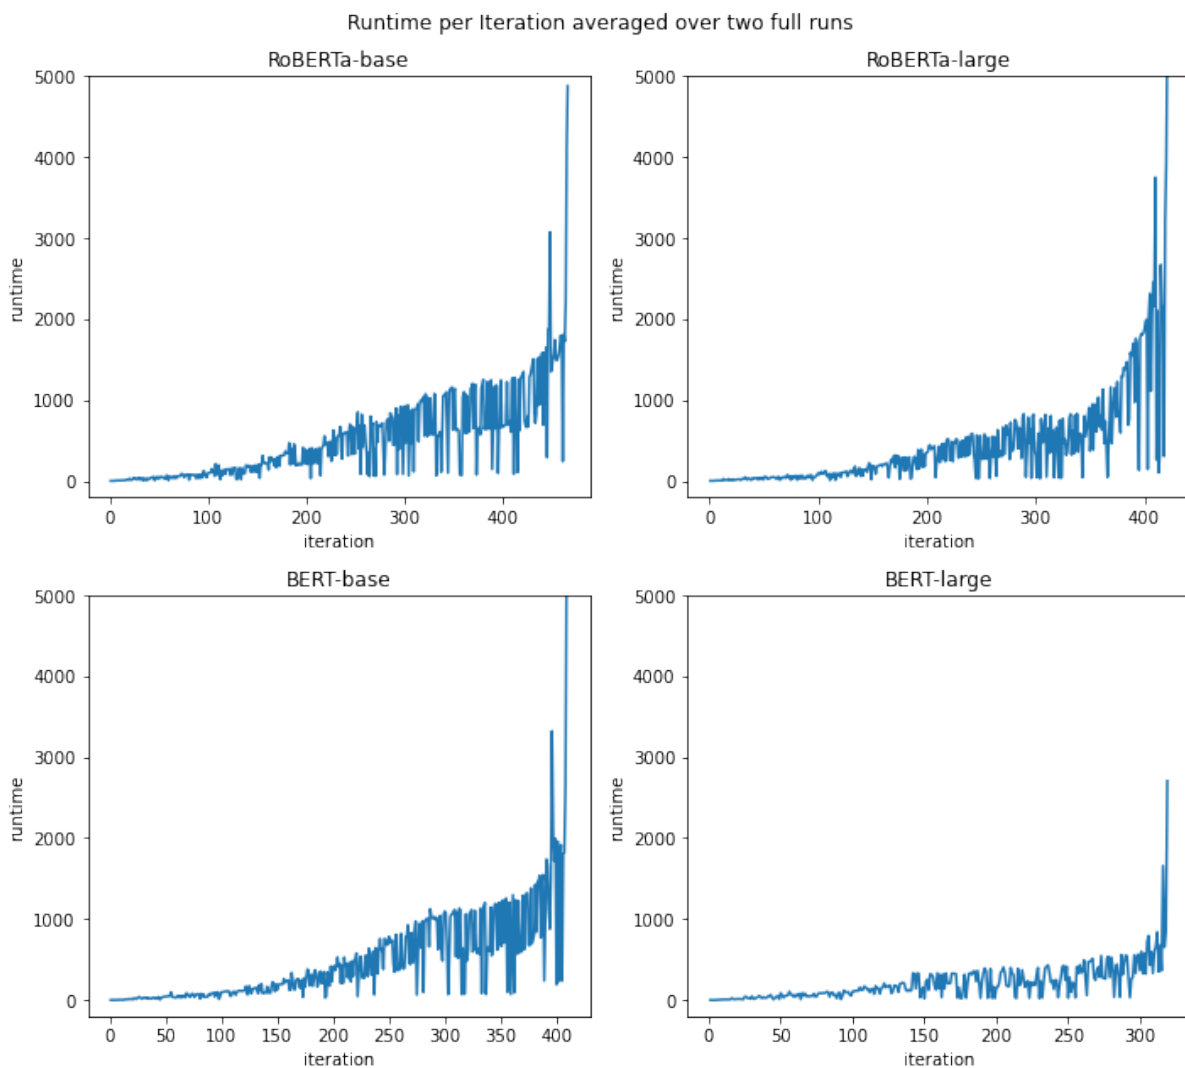 Runtime per Iteration averaged over two full runs
RoBERTa-base
5000
4000
3000
2000
1000
0
runtime
0 100 200 300 400
iteration
RoBERTa-large
5000
4000
3000
2000
1000
0
runtime
0 100 200 300 400
iteration
BERT-base
5000
4000
3000
2000
1000
0
runtime
0 50 100 150 200 250 300 350 400
iteration
BERT-large
5000
4000
3000
2000
1000
0
runtime
0 50 100 150 200 250 300
iteration